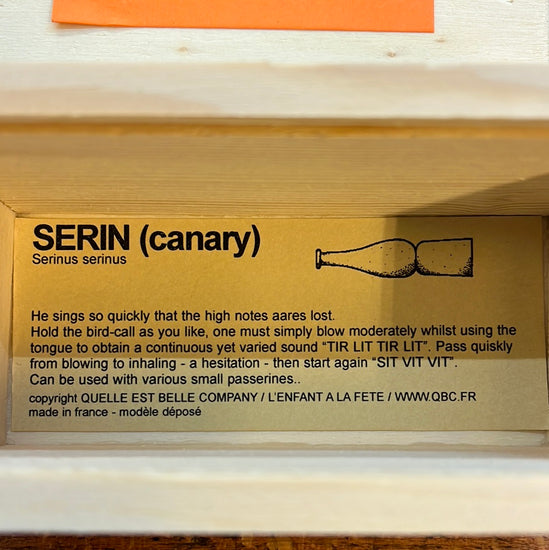 SERIN (canary)
Serinus serinus
He sings so quickly that the high notes aares lost.
Hold the bird-call as you like, one must simply blow moderately whilst using the
tongue to obtain a continuous yet varied sound “TIR LIT TIR LIT”. Pass quiskly
from blowing to inhaling - a hesitation - then start again “SIT VIT VIT”.
Can be used with various small passerines..
copyright QUELLE EST BELLE COMPANY / L'ENFANT A LA FETE / WWW.QBC.FR
made in france - modèle déposé